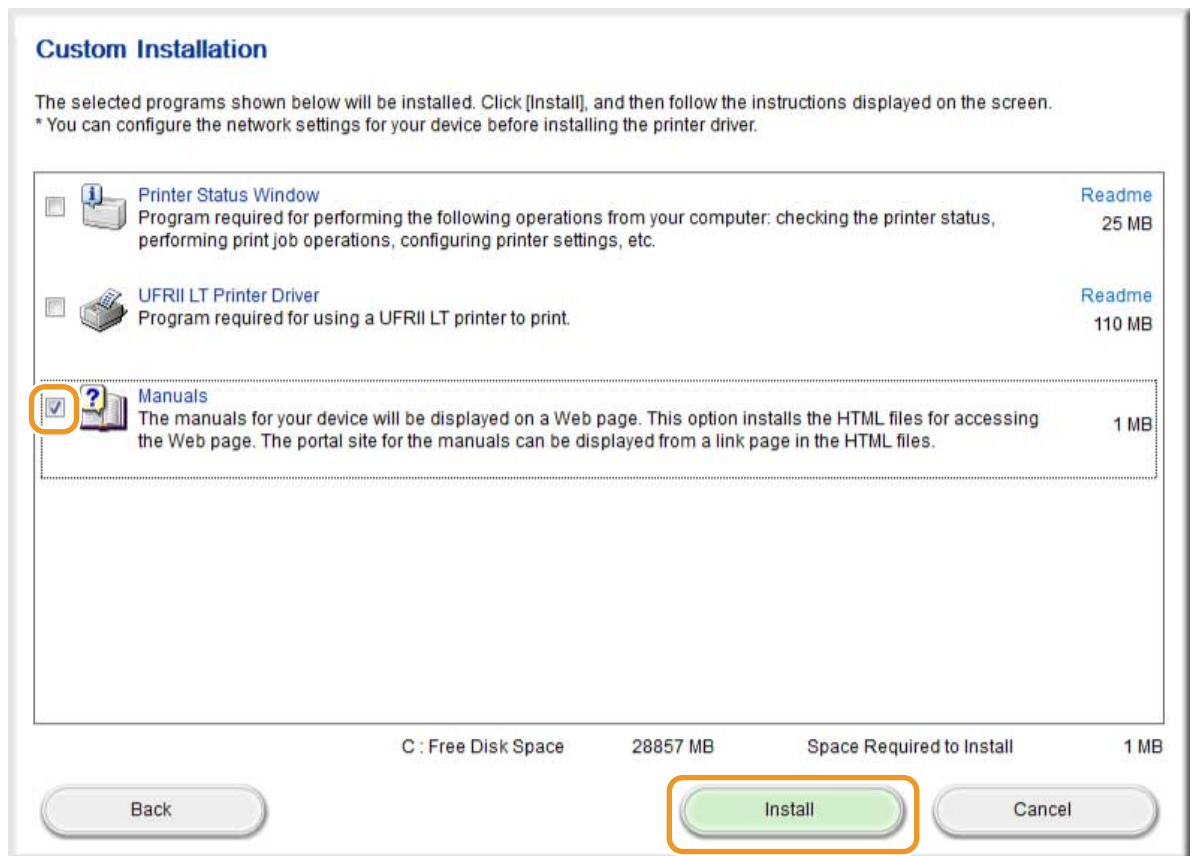 Custom Installation
The selected programs shown below will be installed. Click [Install], and then follow the instructions displayed on the screen.
* You can configure the network settings for your device before installing the printer driver.
Printer Status Window Readme
Program required for performing the following operations from your computer: checking the printer status, 25 MB
performing print job operations, configuring printer settings, etc.
UFRII LT Printer Driver Readme
Program required for using a UFRII LT printer to print. 110 MB
Manuals
The manuals for your device will be displayed on a Web page. This option installs the HTML files for accessing 1 MB
the Web page. The portal site for the manuals can be displayed from a link page in the HTML files.
C : Free Disk Space 28857 MB Space Required to Install 1 MB
Back Install Cancel